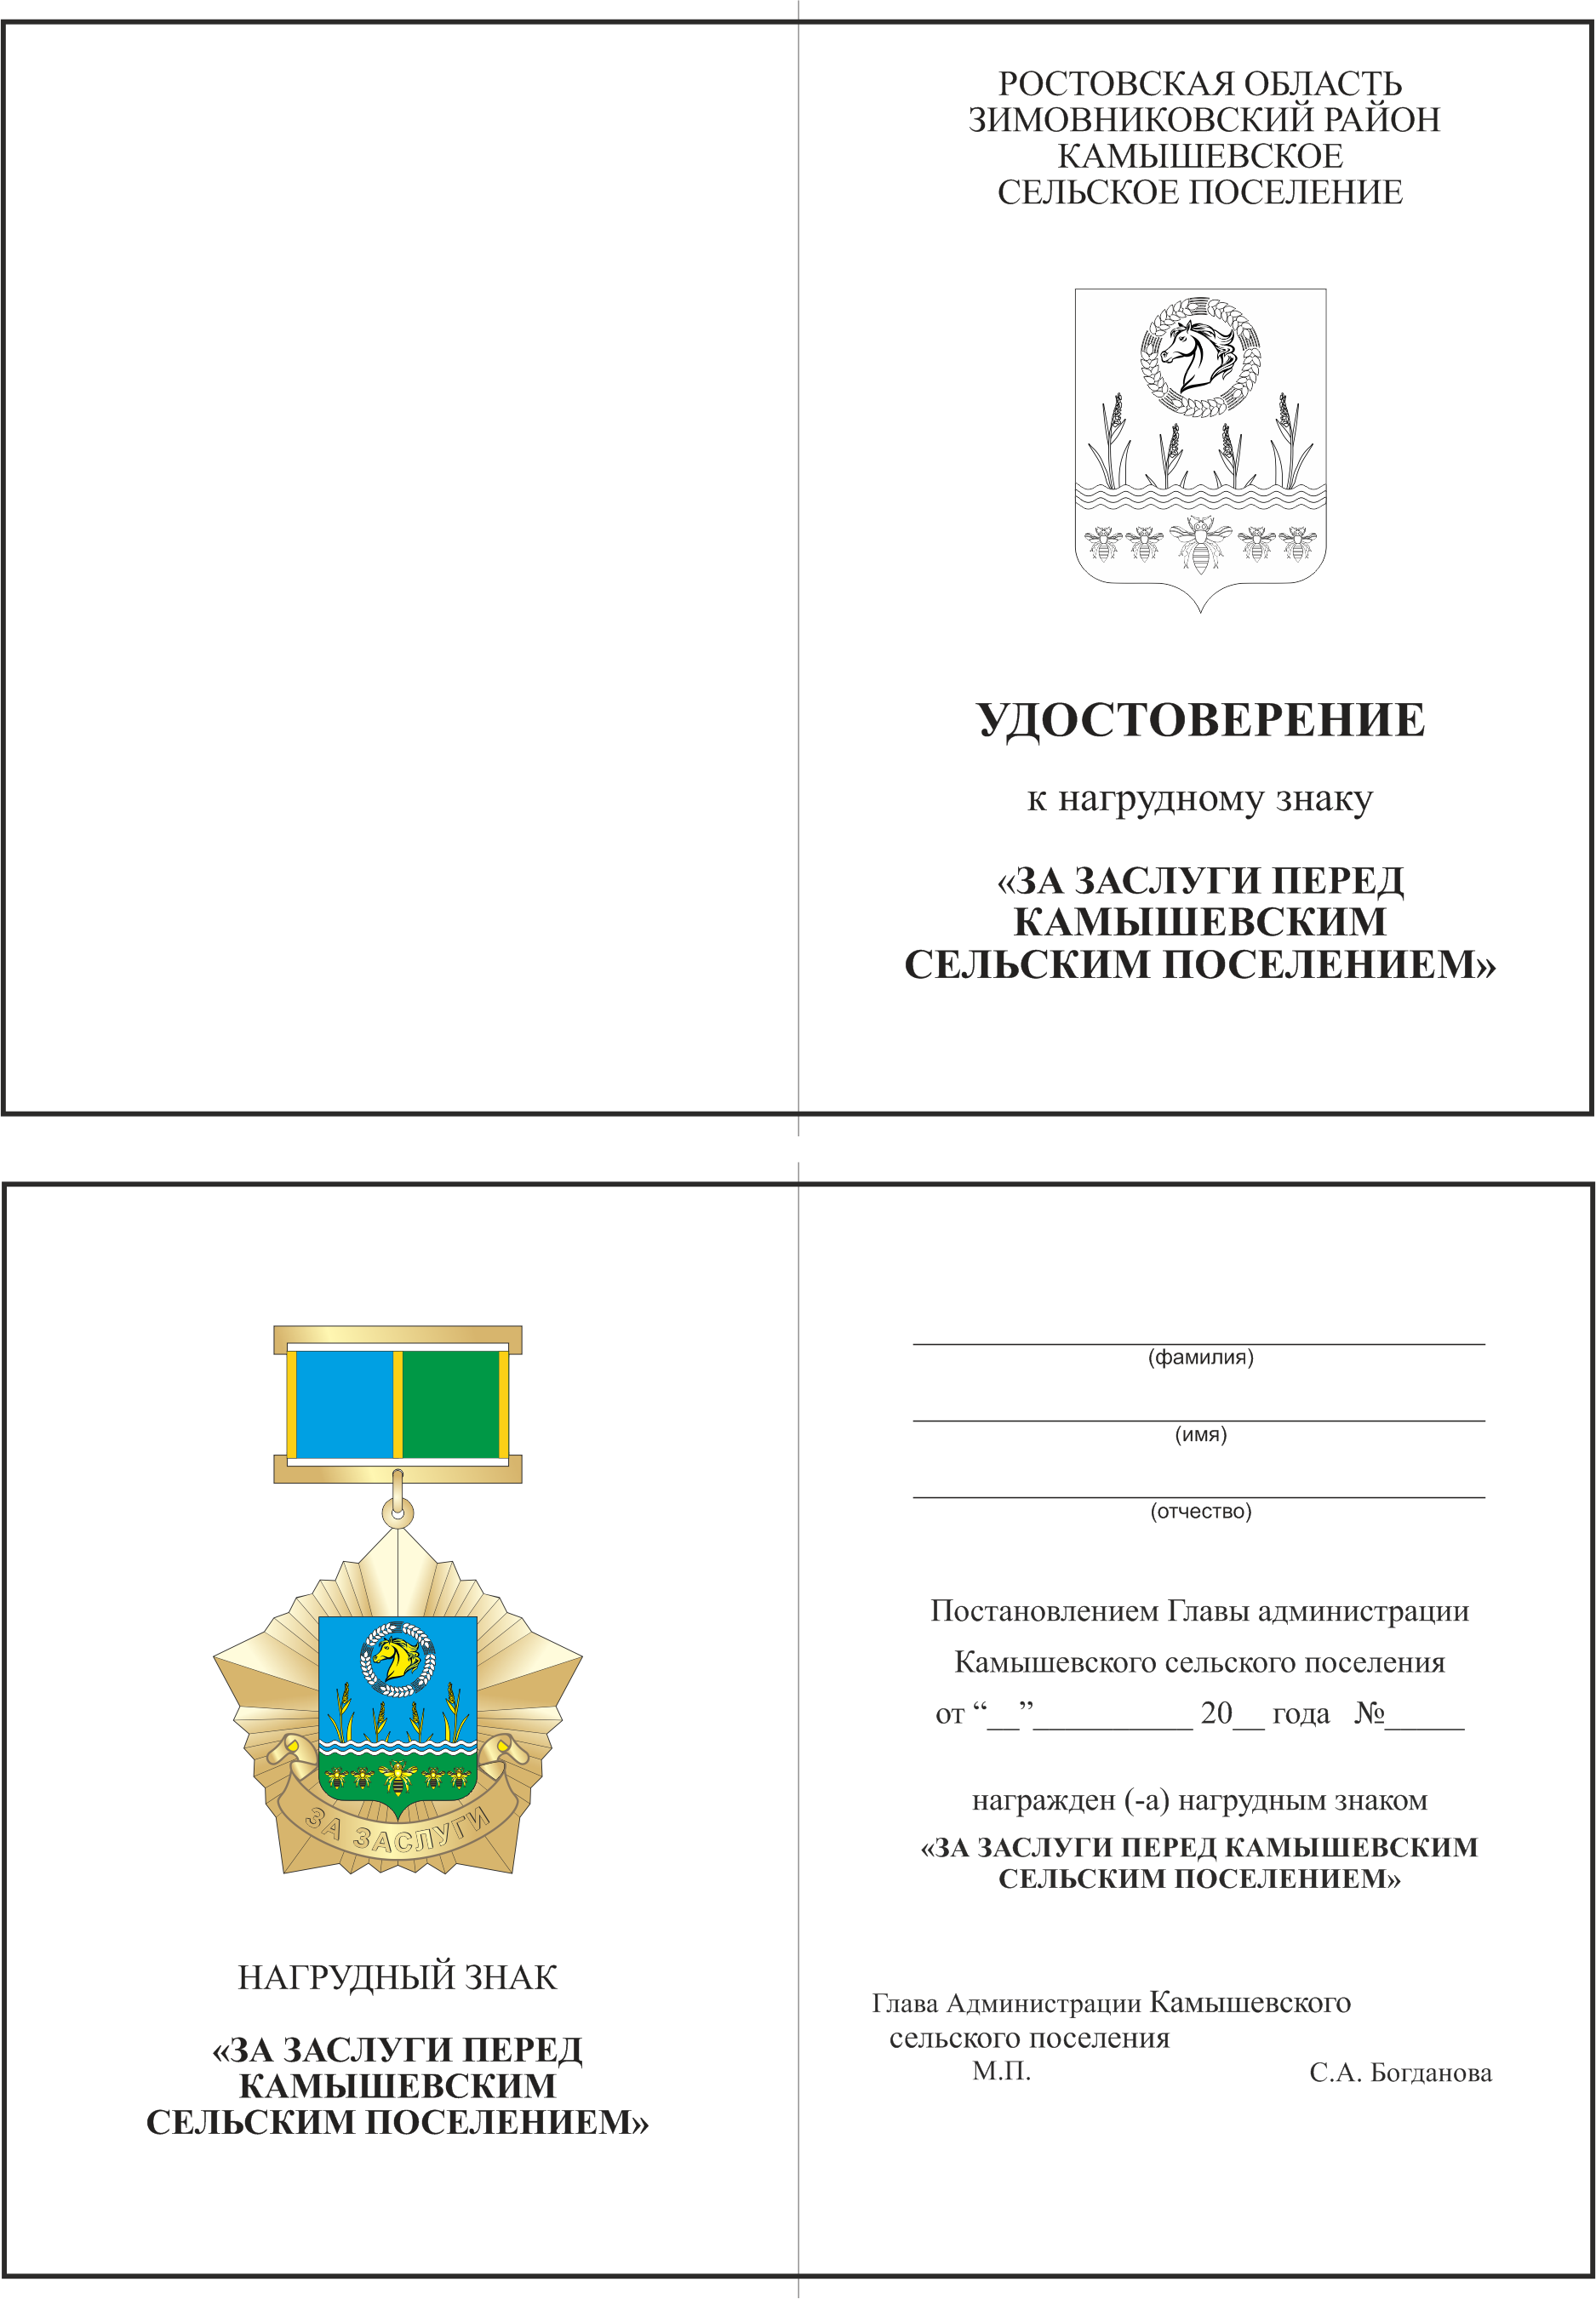 РОСТОВСКАЯ ОБЛАСТЬ
ЗИМОВНИКОВСКИЙ РАЙОН
КАМЫШЕВСКОЕ
СЕЛЬСКОЕ ПОСЕЛЕНИЕ
УДОСТОВЕРЕНИЕ
к нагрудному знаку
«ЗА ЗАСЛУГИ ПЕРЕД
КАМЫШЕВСКИМ
СЕЛЬСКИМ ПОСЕЛЕНИЕМ»
ЗА ЗАСЛУГИ
НАГРУДНЫЙ ЗНАК
«ЗА ЗАСЛУГИ ПЕРЕД
КАМЫШЕВСКИМ
СЕЛЬСКИМ ПОСЕЛЕНИЕМ»
(фамилия)
(имя)
(отчество)
Постановлением Главы администрации
Камышевского сельского поселения
от “__”__________ 20__ года №_____
награжден (-а) нагрудным знаком
«ЗА ЗАСЛУГИ ПЕРЕД КАМЫШЕВСКИМ
СЕЛЬСКИМ ПОСЕЛЕНИЕМ»
Глава Администрации Камышевского
сельского поселения
М.П. С.А. Богданова